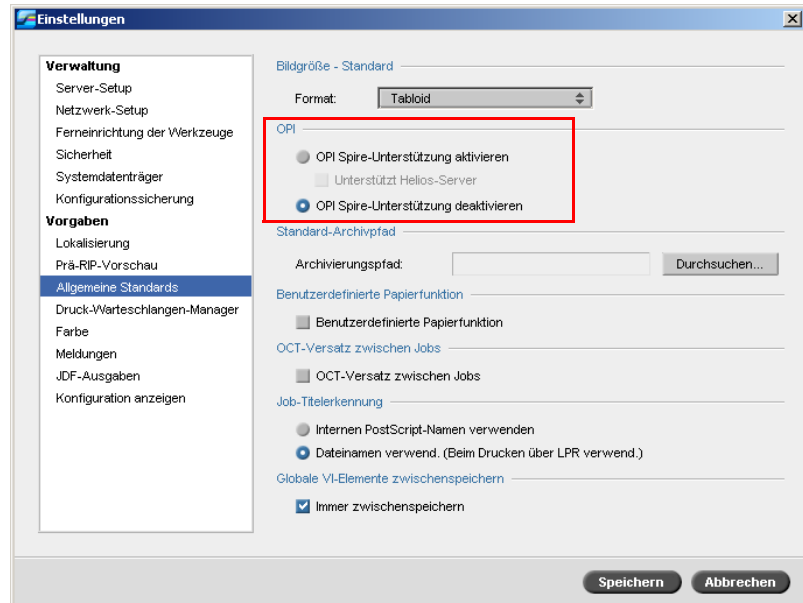 Einstellungen
Verwaltung
Server-Setup
Netzwerk-Setup
Ferneinrichtung der Werkzeuge
Sicherheit
Systemdatenträger
Konfigurationssicherung
Vorgaben
Lokalisierung
Prä-RIP-Vorschau
Allgemeine Standards
Druck-Warteschlangen-Manager
Farbe
Meldungen
JDF-Ausgaben
Konfiguration anzeigen
Bildgröße - Standard
Format: Tabloid
OPI
OPI Spire-Unterstützung aktivieren
Unterstützt Helios-Server
OPI Spire-Unterstützung deaktivieren
Standard-Archivpfad
Archivierungspfad: Durchsuchen...
Benutzerdefinierte Papierfunktion
Benutzerdefinierte Papierfunktion
OCT-Versatz zwischen Jobs
OCT-Versatz zwischen Jobs
Job-Titelerkennung
Internen PostScript-Namen verwenden
Dateinamen verwend. (Beim Drucken über LPR verwend.)
Globale VI-Elemente zwischenspeichern
Immer zwischenspeichern
Speichern Abbrechen